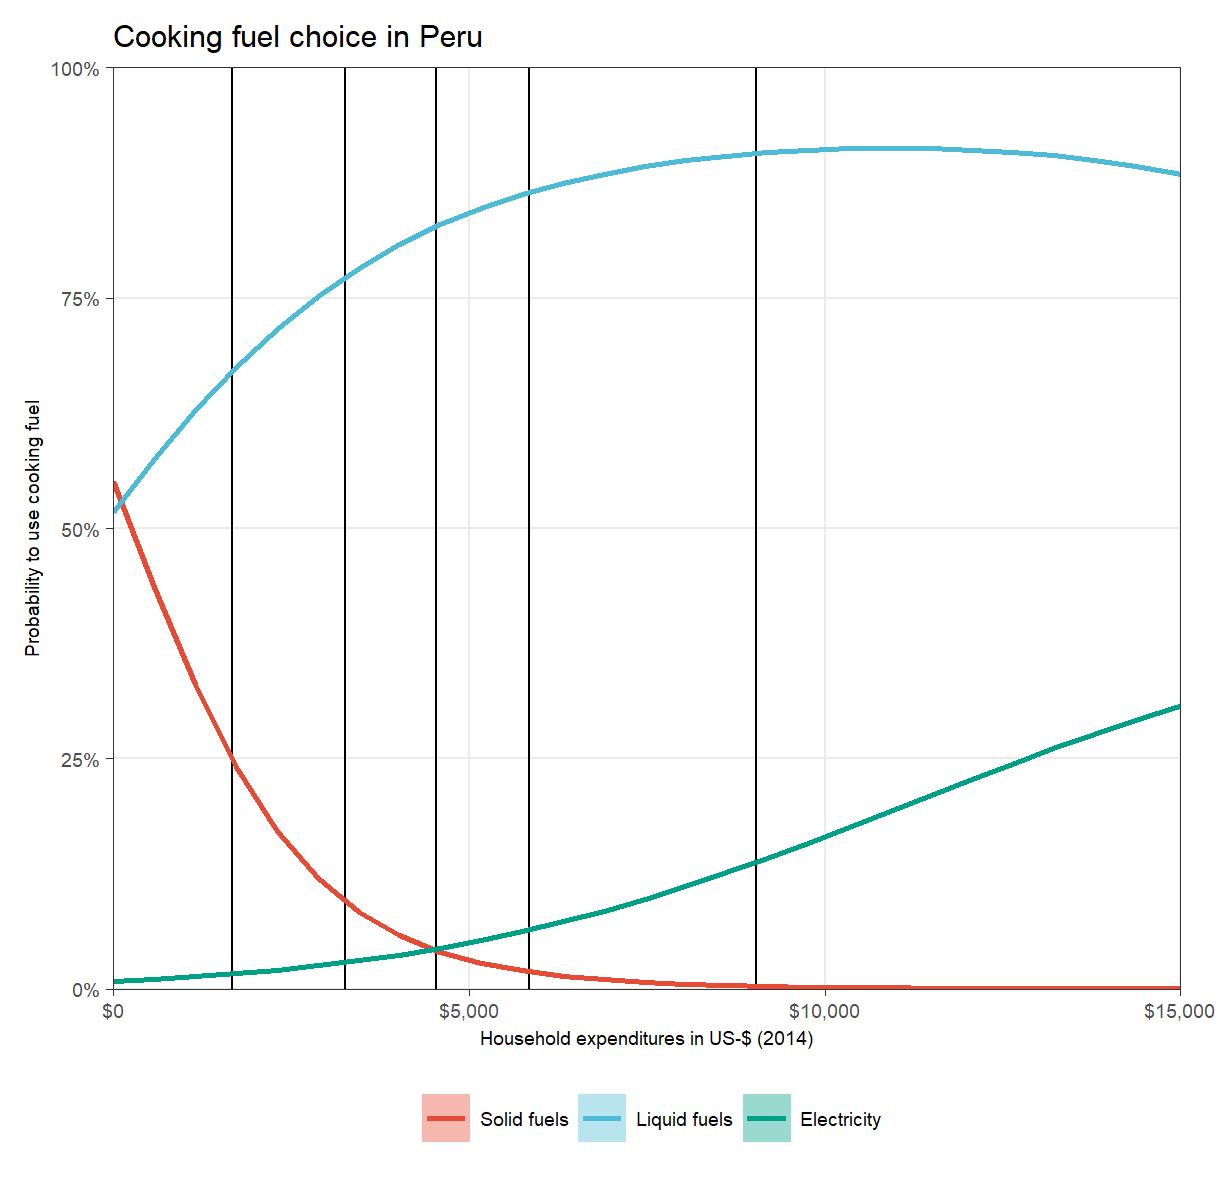 Cooking fuel choice in Peru
100%
75%
50%
25%
0%
Probability to use cooking fuel
$0
$5,000
$10,000
$15,000
Household expenditures in US-$ (2014)
Solid fuels
Liquid fuels
Electricity